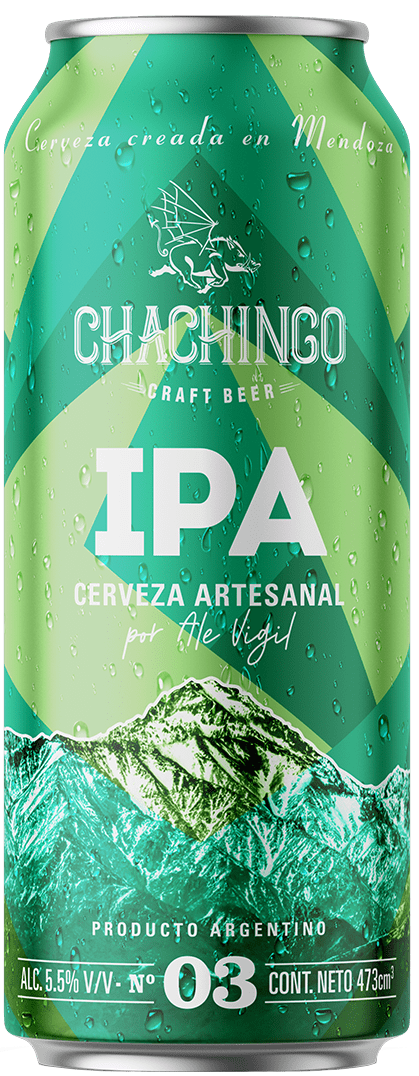 Cerveza creada en Mendoza
CHACHINGO
CRAFT BEER
IPA
CERVEZA ARTESANAL
por Ale Vigil
PRODUCTO ARGENTINO
ALC. 5.5% V/V - Nº 03 CONT. NETO 473cm³